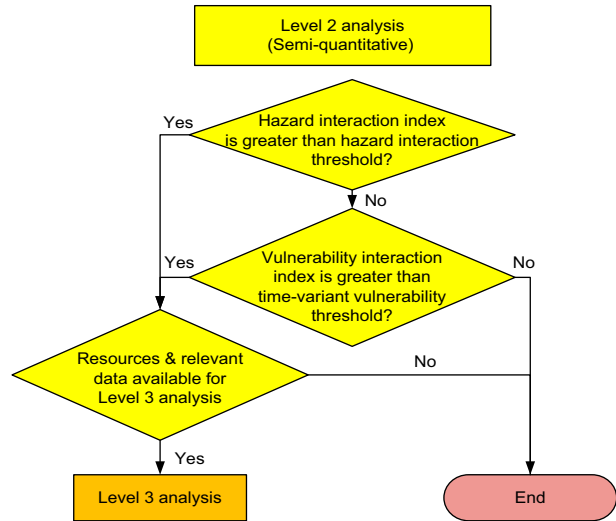 Level 2 analysis
(Semi-quantitative)
Yes
Hazard interaction index
is greater than hazard interaction
threshold?
No
Yes
Vulnerability interaction
index is greater than
time-variant vulnerability
threshold?
No
Resources & relevant
data available for
Level 3 analysis
No
Yes
Level 3 analysis
End